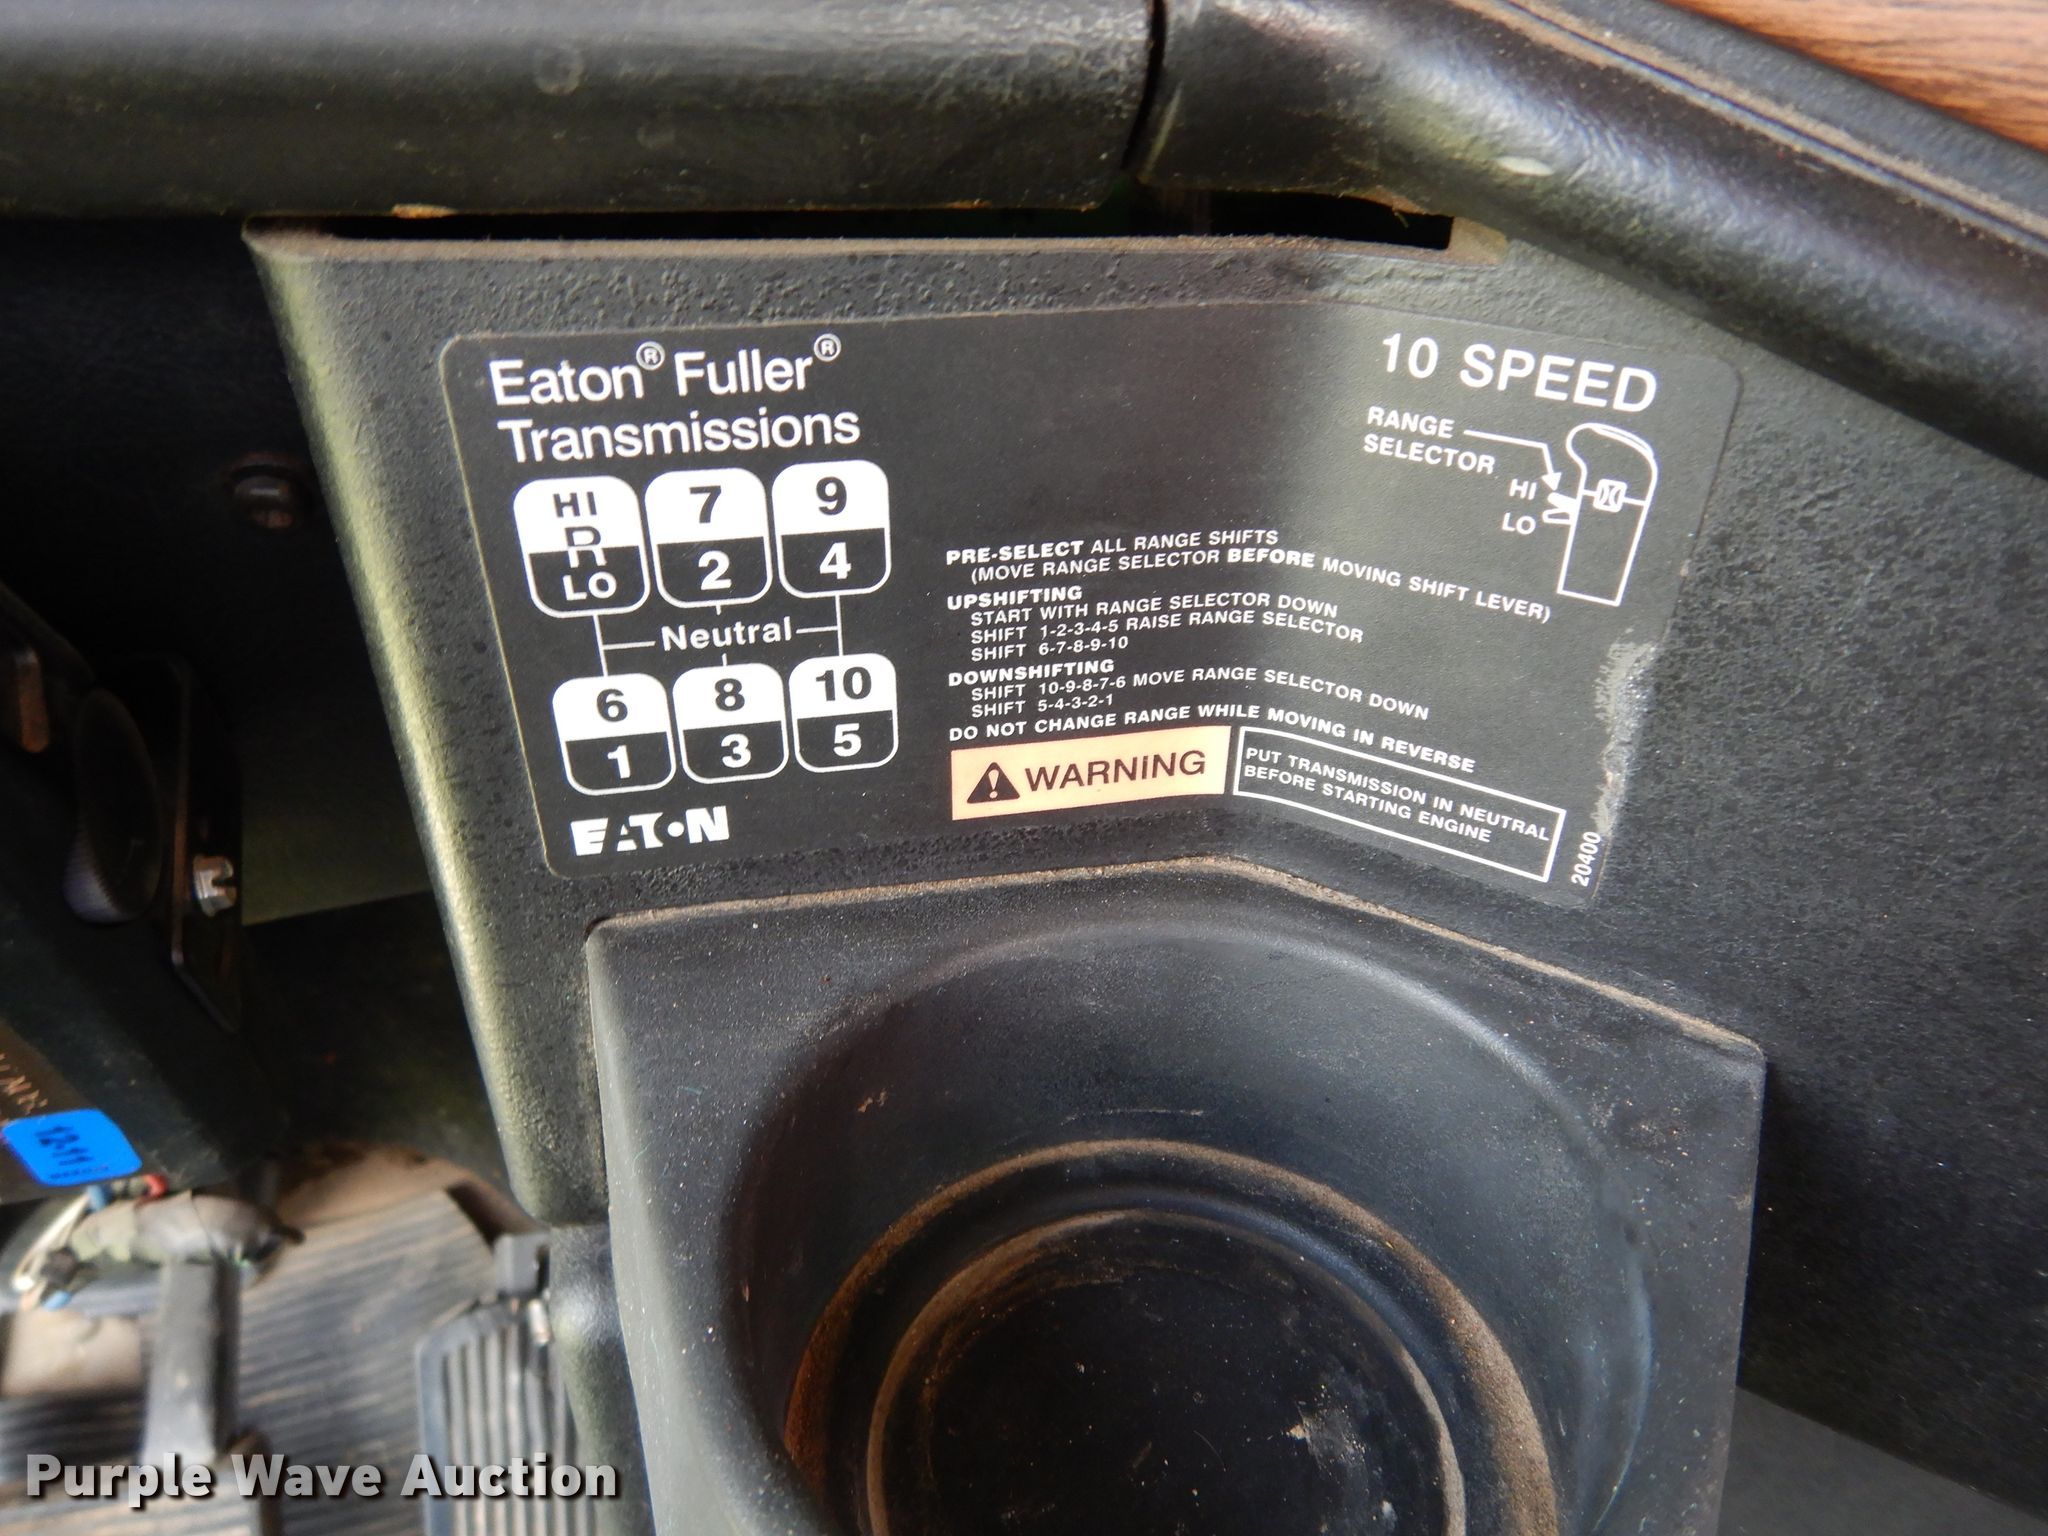 Eaton® Fuller®
Transmissions
10 SPEED
RANGE
SELECTOR
HI
LO
HI
R
LO
7
2
9
4
Neutral
6
1
8
3
10
5
EATON
PRE-SELECT ALL RANGE SHIFTS
(MOVE RANGE SELECTOR BEFORE MOVING SHIFT LEVER)
UPSHIFTING
START WITH RANGE SELECTOR DOWN
SHIFT 1-2-3-4-5 RAISE RANGE SELECTOR
SHIFT 6-7-8-9-10
DOWNSHIFTING
SHIFT 10-9-8-7-6 MOVE RANGE SELECTOR DOWN
SHIFT 5-4-3-2-1
DO NOT CHANGE RANGE WHILE MOVING IN REVERSE
WARNING
PUT TRANSMISSION IN NEUTRAL
BEFORE STARTING ENGINE
20400
Purple Wave Auction